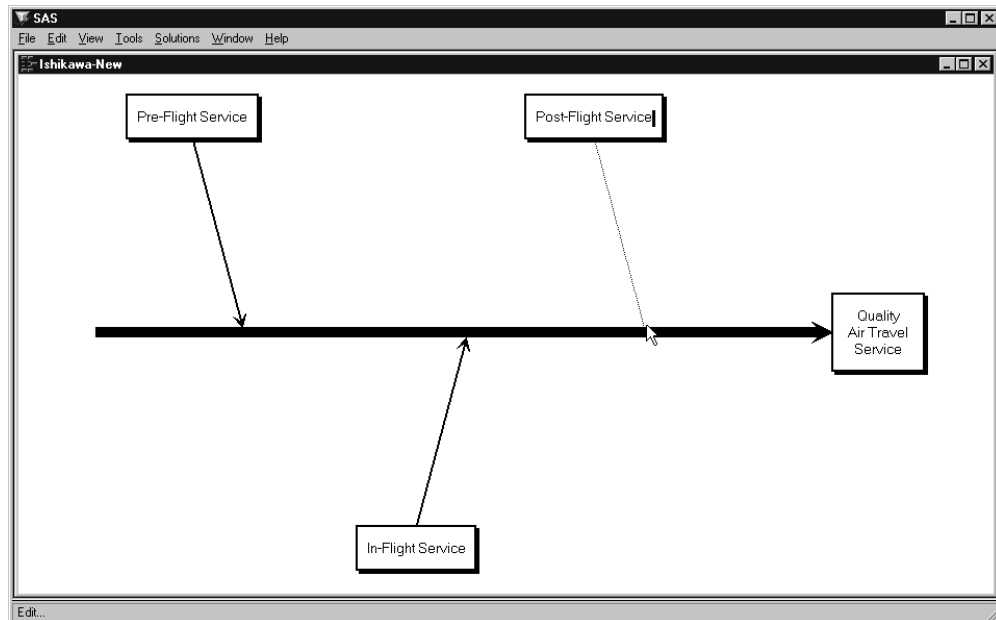 SAS
File Edit View Tools Solutions Window Help
Ishikawa-New
Pre-Flight Service
Post-Flight Service
Quality
Air Travel
Service
In-Flight Service
Edit...